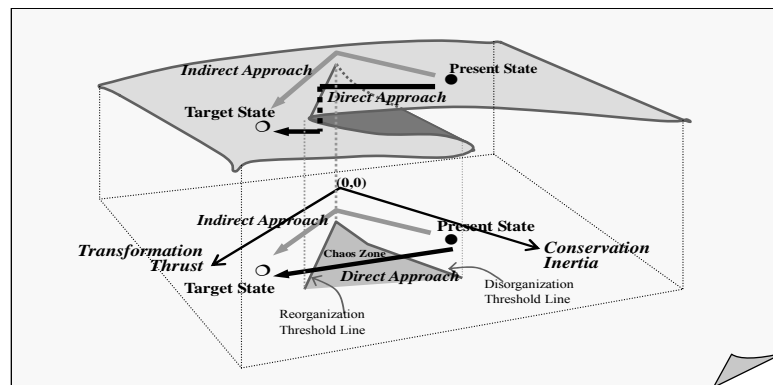 Indirect Approach
Present State
Direct Approach
Target State
(0,0)
Indirect Approach
Present State
Transformation
Thrust
Conservation
Inertia
Chaos Zone
Direct Approach
Target State
Disorganization
Threshold Line
Reorganization
Threshold Line